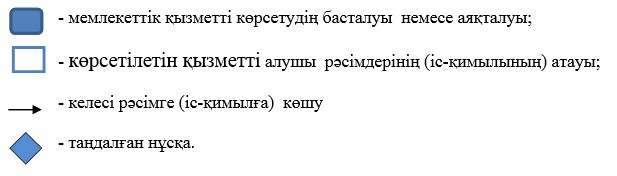 - мемлекеттік қызметті көрсетудің басталуы немесе аяқталуы;
- көрсетілетін қызметті алушы рәсімдерінің (іс-қимылының) атауы;
- келесі рәсімге (іс-қимылға) көшу
- таңдалған нұсқа.